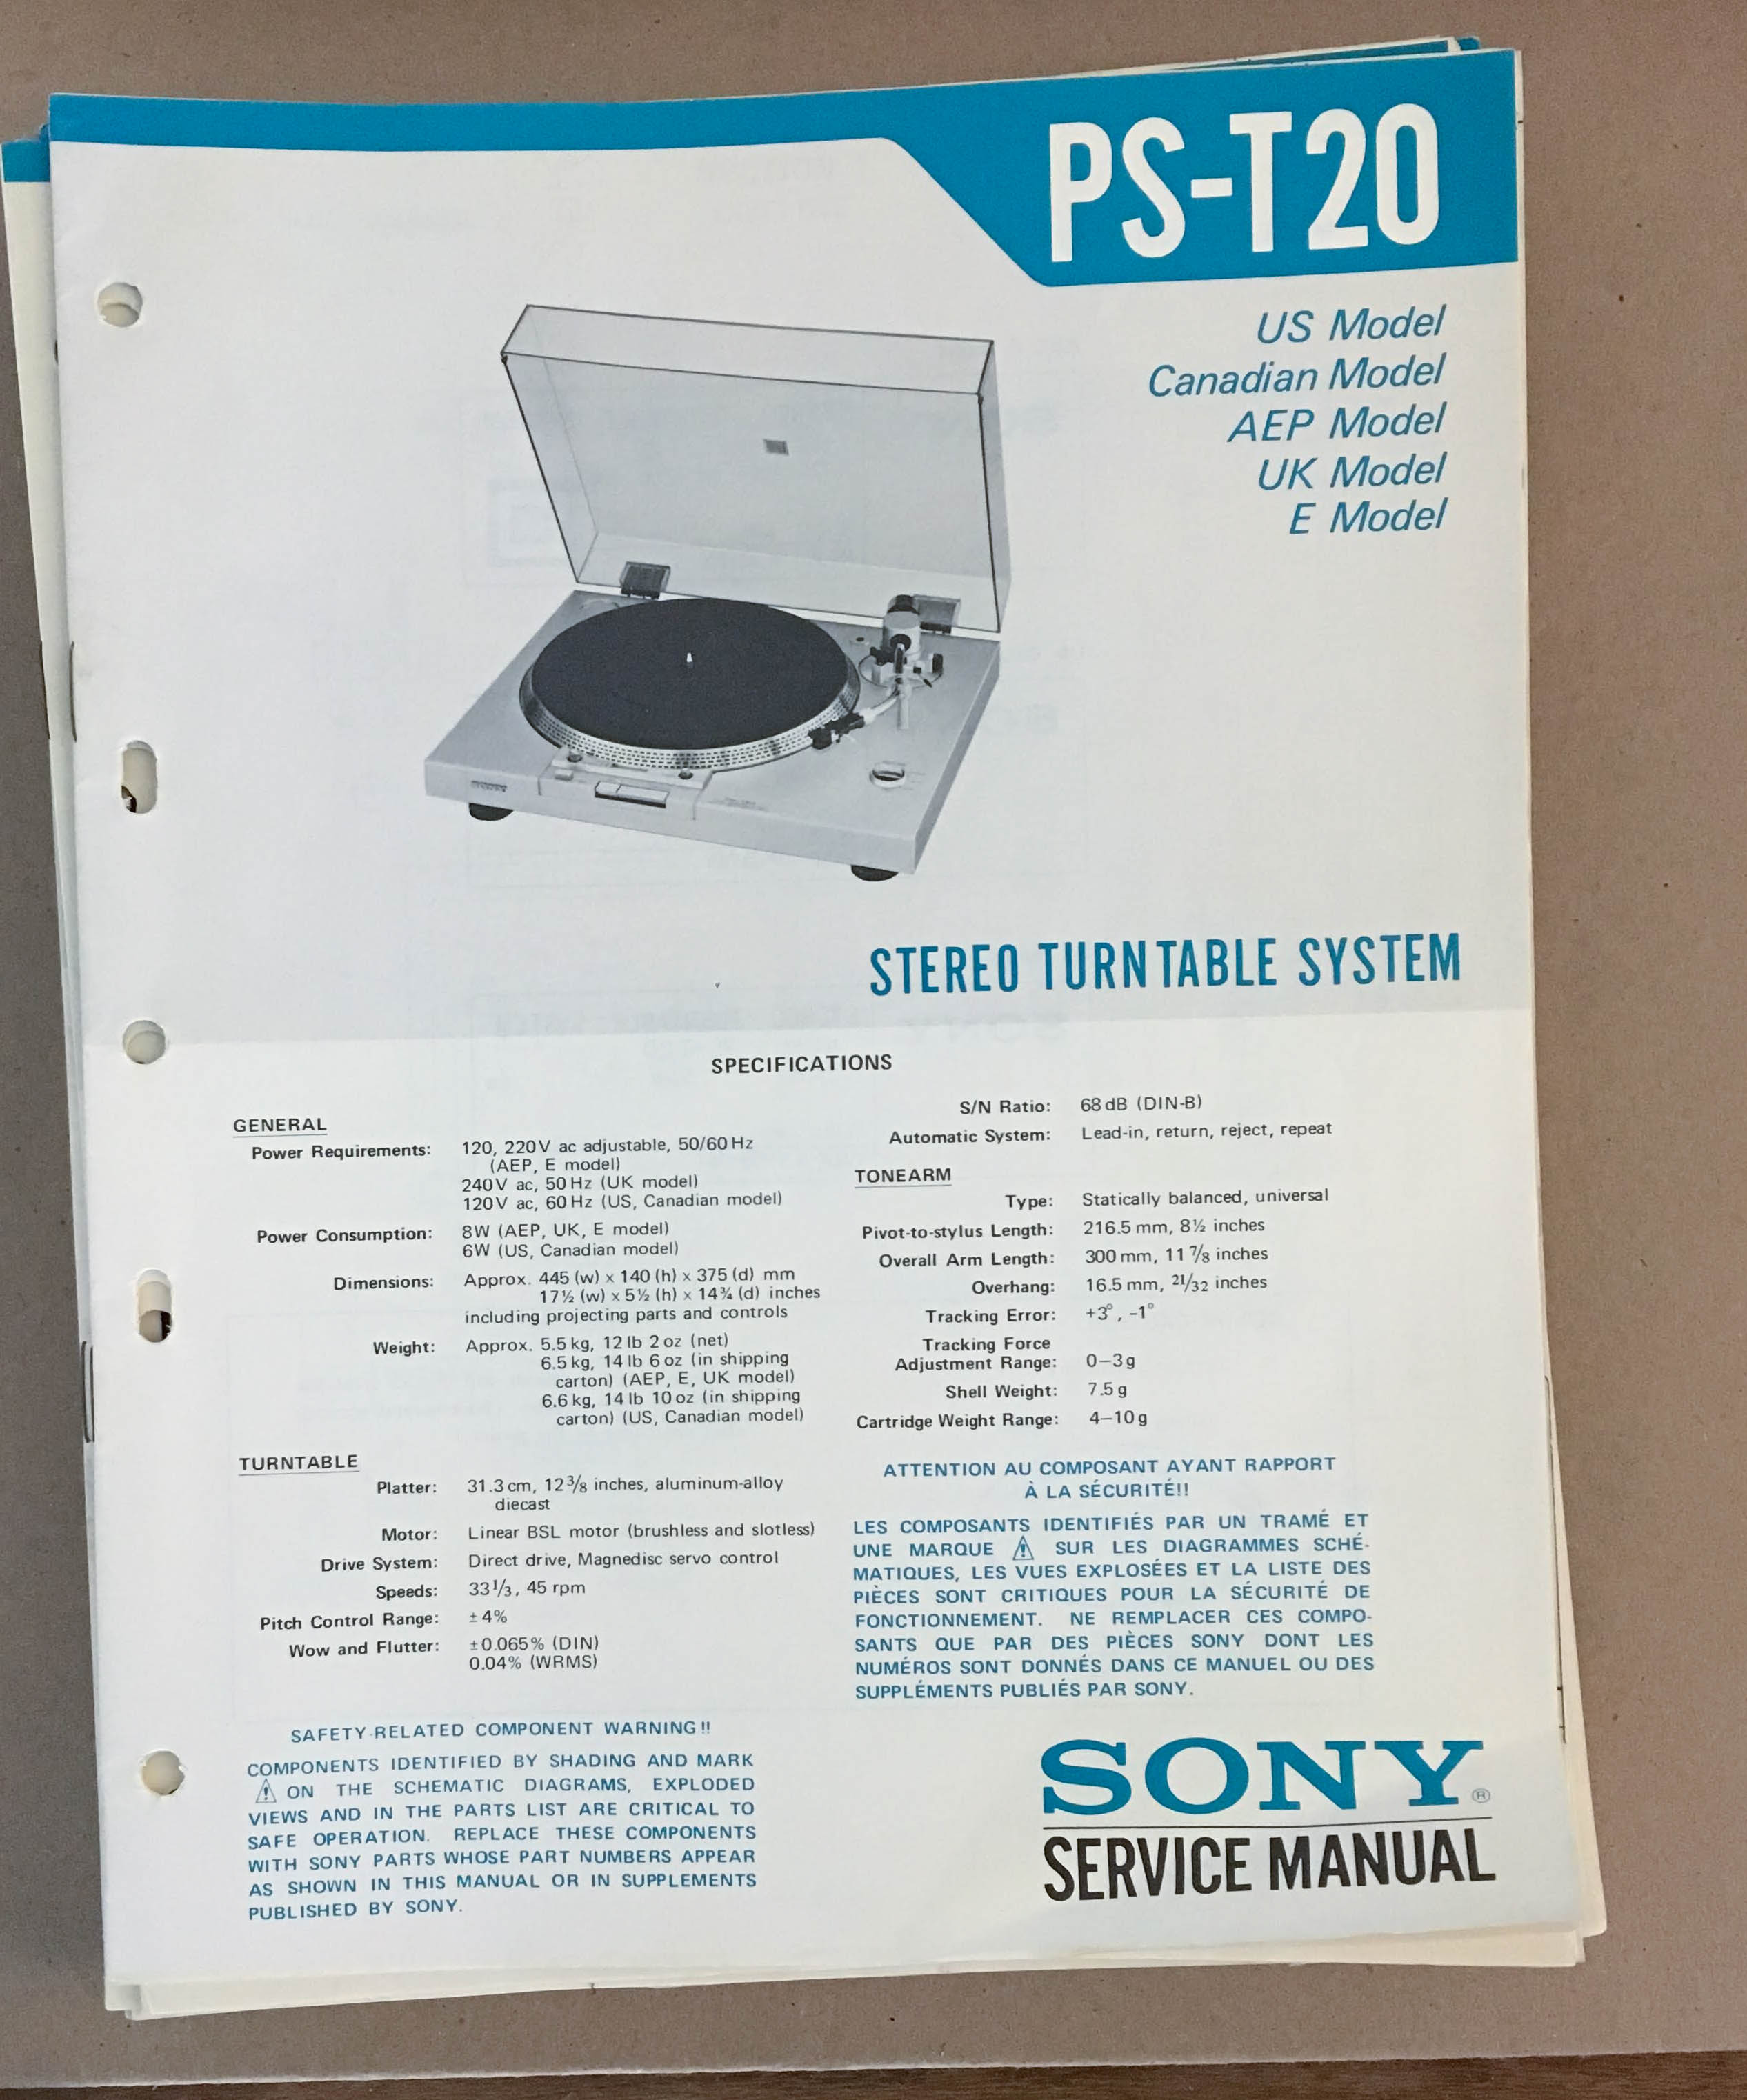 PS-T20
US Model
Canadian Model
AEP Model
UK Model
E Model
STEREO TURNTABLE SYSTEM
SPECIFICATIONS
GENERAL
Power Requirements: 120, 220V ac adjustable, 50/60 Hz
(AEP, E model)
240V ac, 50 Hz (UK model)
120V ac, 60 Hz (US, Canadian model)
Power Consumption: 8W (AEP, UK, E model)
6W (US, Canadian model)
Dimensions: Approx. 445 (w) x 140 (h) x 375 (d) mm
17½ (w) x 5½ (h) x 14¾ (d) inches
including projecting parts and controls
Weight: Approx. 5.5 kg, 12 lb 2 oz (net)
6.5 kg, 14 lb 6 oz (in shipping
carton) (AEP, E, UK model)
6.6 kg, 14 lb 10 oz (in shipping
carton) (US, Canadian model)
TURNTABLE
Platter: 31.3 cm, 12 3/8 inches, aluminum-alloy
diecast
Motor: Linear BSL motor (brushless and slotless)
Drive System: Direct drive, Magnedisc servo control
Speeds: 33 1/3, 45 rpm
Pitch Control Range: ±4%
Wow and Flutter: ±0.065% (DIN)
0.04% (WRMS)
SAFETY-RELATED COMPONENT WARNING!!
COMPONENTS IDENTIFIED BY SHADING AND MARK
⚠ ON THE SCHEMATIC DIAGRAMS, EXPLODED
VIEWS AND IN THE PARTS LIST ARE CRITICAL TO
SAFE OPERATION. REPLACE THESE COMPONENTS
WITH SONY PARTS WHOSE PART NUMBERS APPEAR
AS SHOWN IN THIS MANUAL OR IN SUPPLEMENTS
PUBLISHED BY SONY.
S/N Ratio: 68 dB (DIN-B)
Automatic System: Lead-in, return, reject, repeat
TONEARM
Type: Statically balanced, universal
Pivot-to-stylus Length: 216.5 mm, 8½ inches
Overall Arm Length: 300 mm, 11 7/8 inches
Overhang: 16.5 mm, 21/32 inches
Tracking Error: +3°, -1°
Tracking Force
Adjustment Range: 0–3 g
Shell Weight: 7.5 g
Cartridge Weight Range: 4–10 g
ATTENTION AU COMPOSANT AYANT RAPPORT
À LA SÉCURITÉ!!
LES COMPOSANTS IDENTIFIÉS PAR UN TRAMÉ ET
UNE MARQUE ⚠ SUR LES DIAGRAMMES SCHÉ-
MATIQUES, LES VUES EXPLOSÉES ET LA LISTE DES
PIÈCES SONT CRITIQUES POUR LA SÉCURITÉ DE
FONCTIONNEMENT. NE REMPLACER CES COMPO-
SANTS QUE PAR DES PIÈCES SONY DONT LES
NUMÉROS SONT DONNÉS DANS CE MANUEL OU DES
SUPPLÉMENTS PUBLIÉS PAR SONY.
SONY®
SERVICE MANUAL